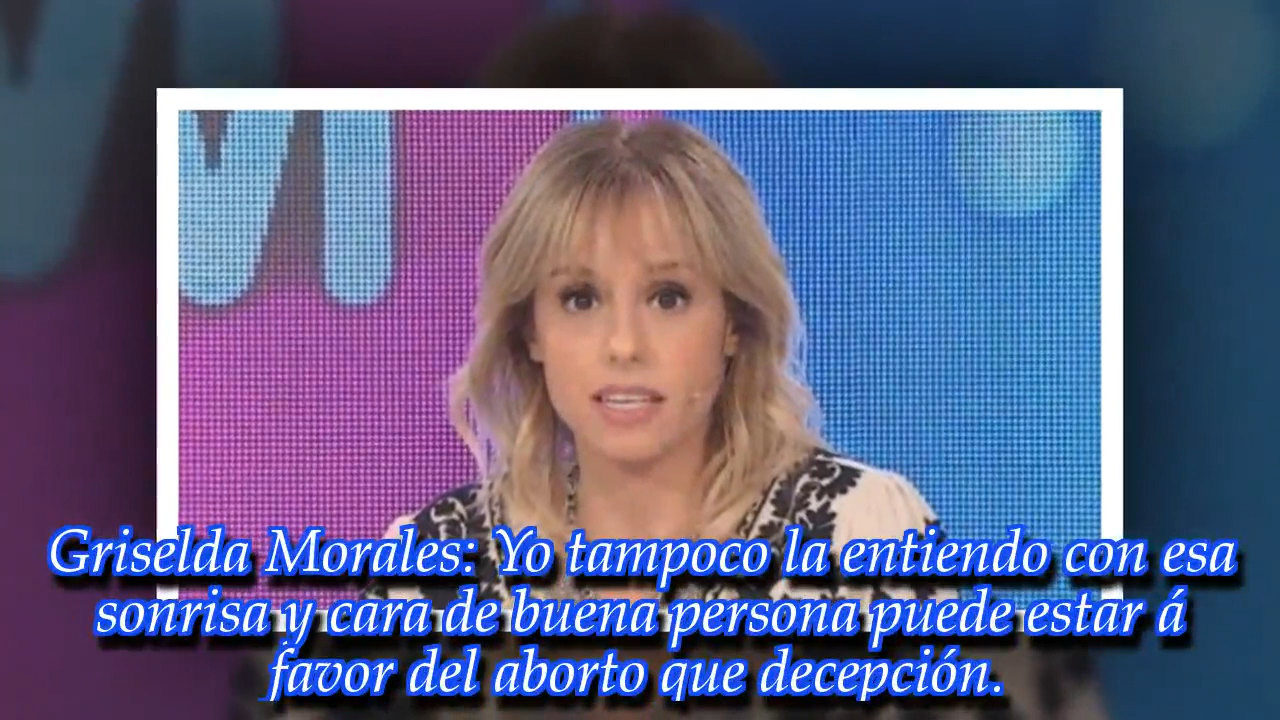 Griselda Morales: Yo tampoco la entiendo con esa
sonrisa y cara de buena persona puede estar á
favor del aborto que decepción.